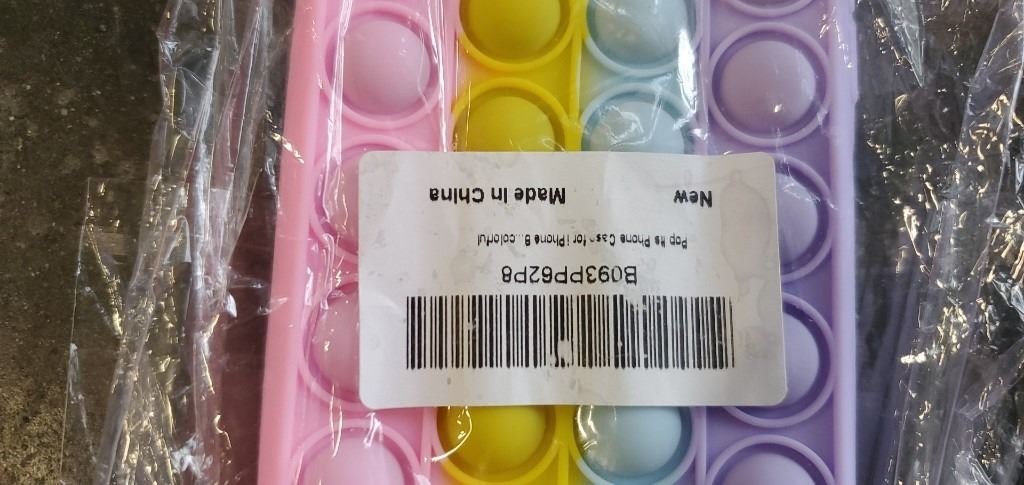 B093PP62P8
Pop Its Phone Case for iPhone 8...colorful
New Made In China